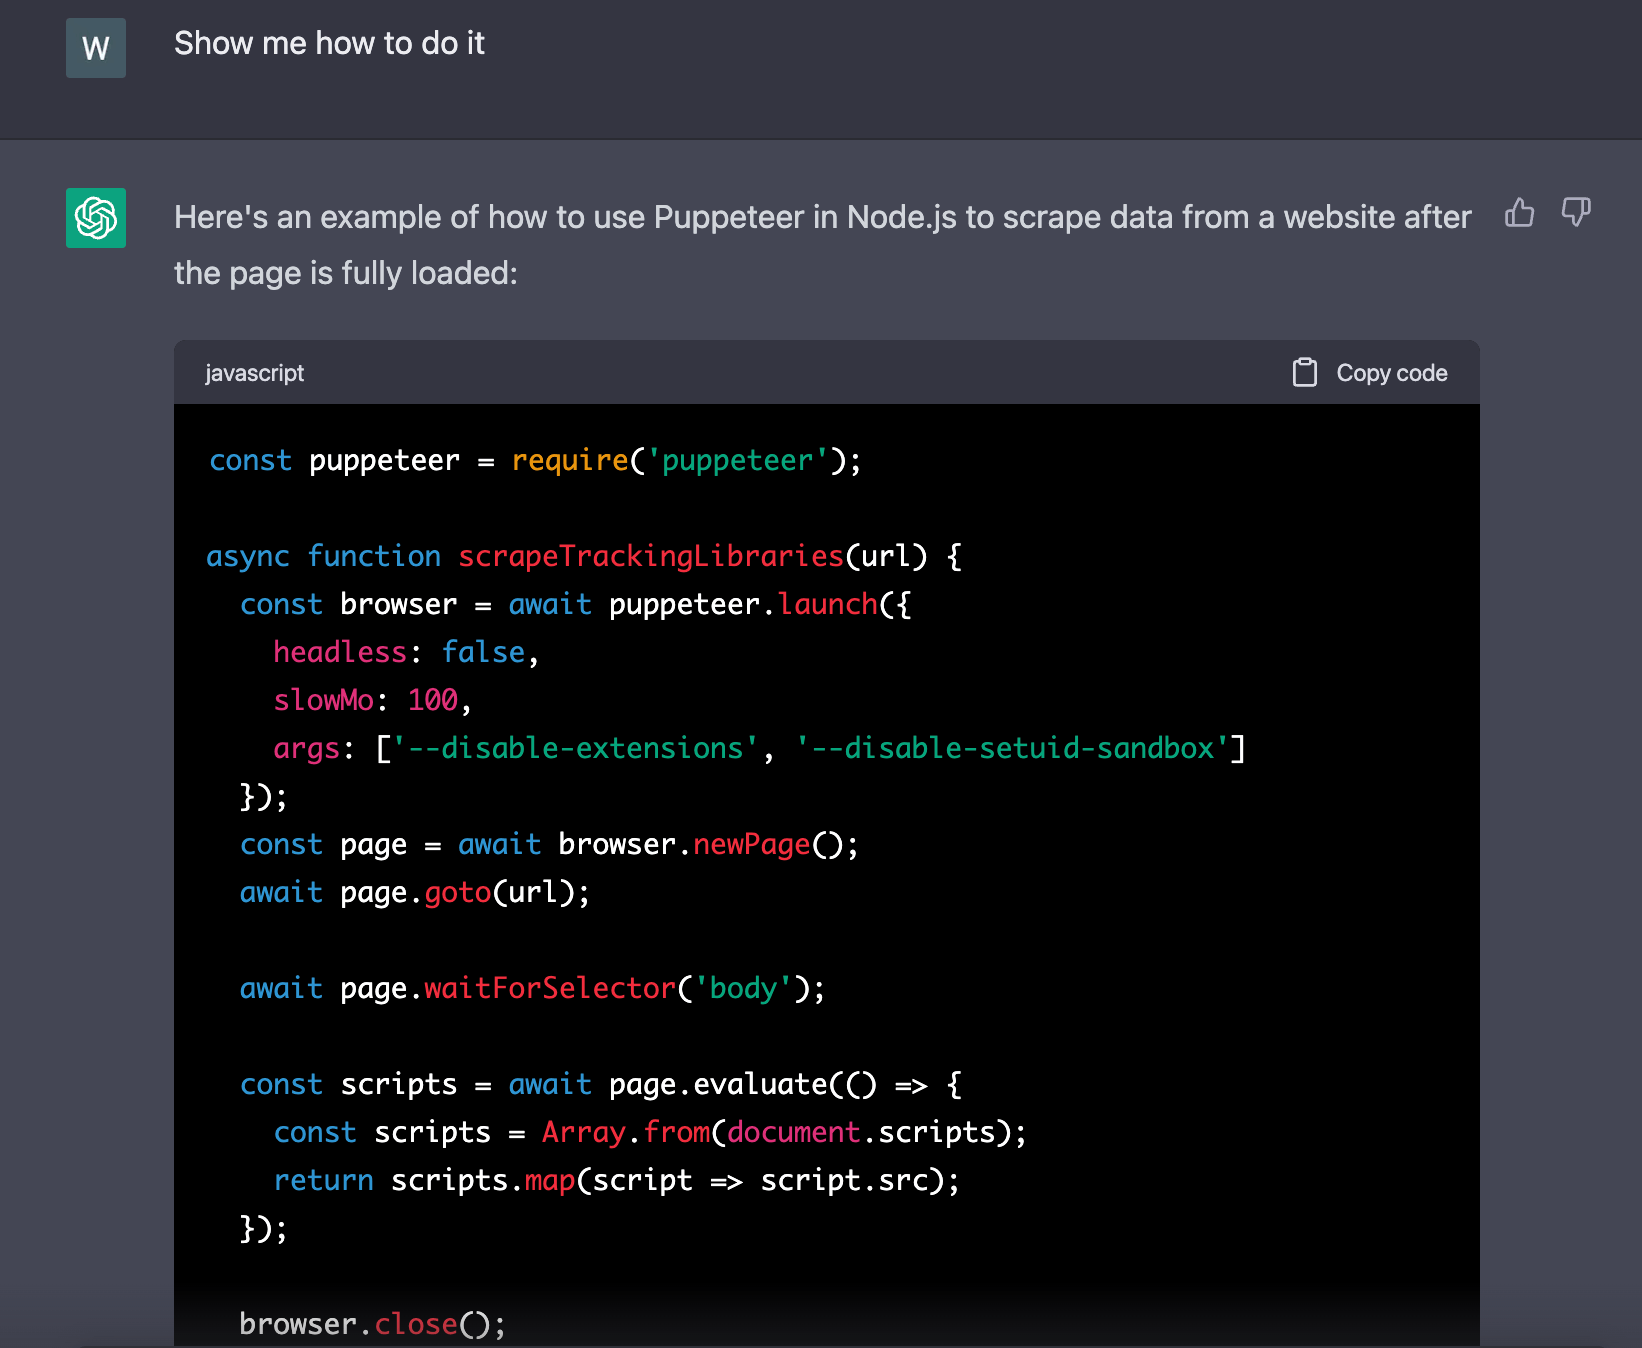 W
Show me how to do it
Here's an example of how to use Puppeteer in Node.js to scrape data from a website after
the page is fully loaded:
javascript
Copy code
const puppeteer = require('puppeteer');
async function scrapeTrackingLibraries(url) {
  const browser = await puppeteer.launch({
    headless: false,
    slowMo: 100,
    args: ['--disable-extensions', '--disable-setuid-sandbox']
  });
  const page = await browser.newPage();
  await page.goto(url);
  await page.waitForSelector('body');
  const scripts = await page.evaluate(() => {
    const scripts = Array.from(document.scripts);
    return scripts.map(script => script.src);
  });
  browser.close();